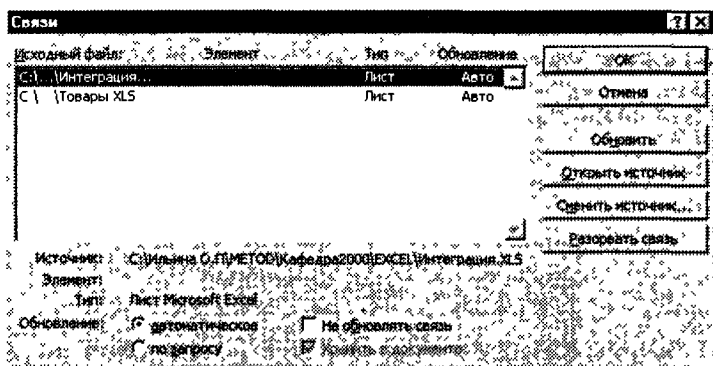 Связи
Исходный файл: Элемент Тип Обновление
C:\...\Интеграция... Лист Авто
C \ \Товары XLS Лист Авто
OK
Отмена
Обновить
Открыть источник
Сменить источник...
Разорвать связь
Источник: C:\Ильина О.П\METOD\Кафедра2000\EXCEL\Интеграция.XLS
Элемент:
Тип: Лист Microsoft Excel
Обновление: автоматическое Не обновлять связь
по запросу Хранить в документе